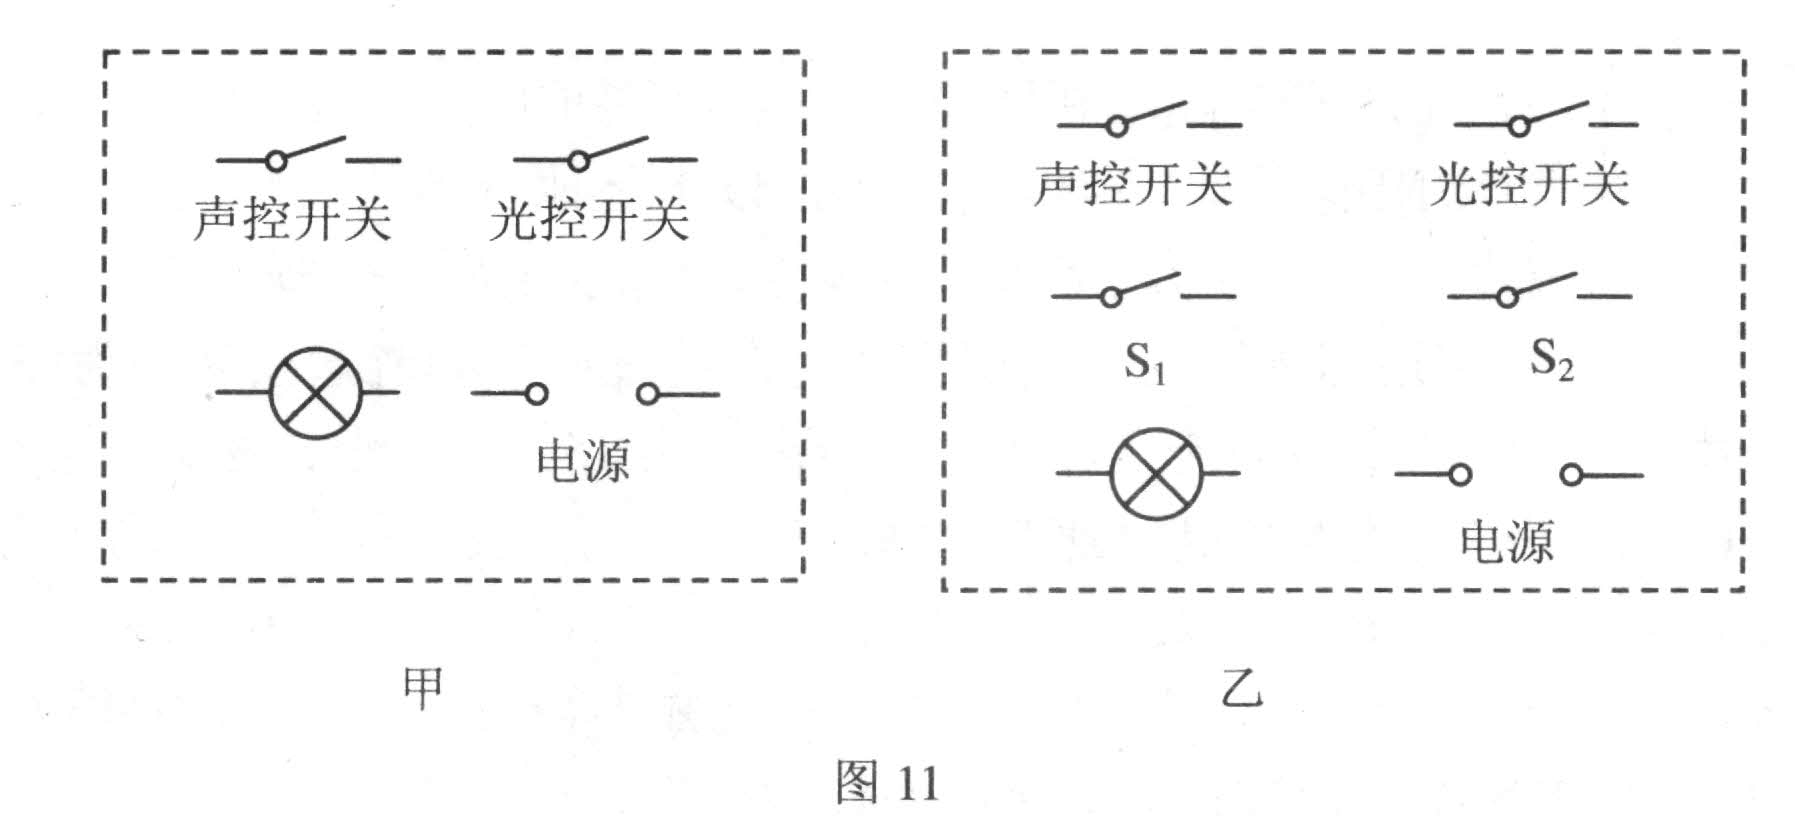 声控开关 光控开关
电源
甲
声控开关 光控开关
S₁ S₂
电源
乙
图 11